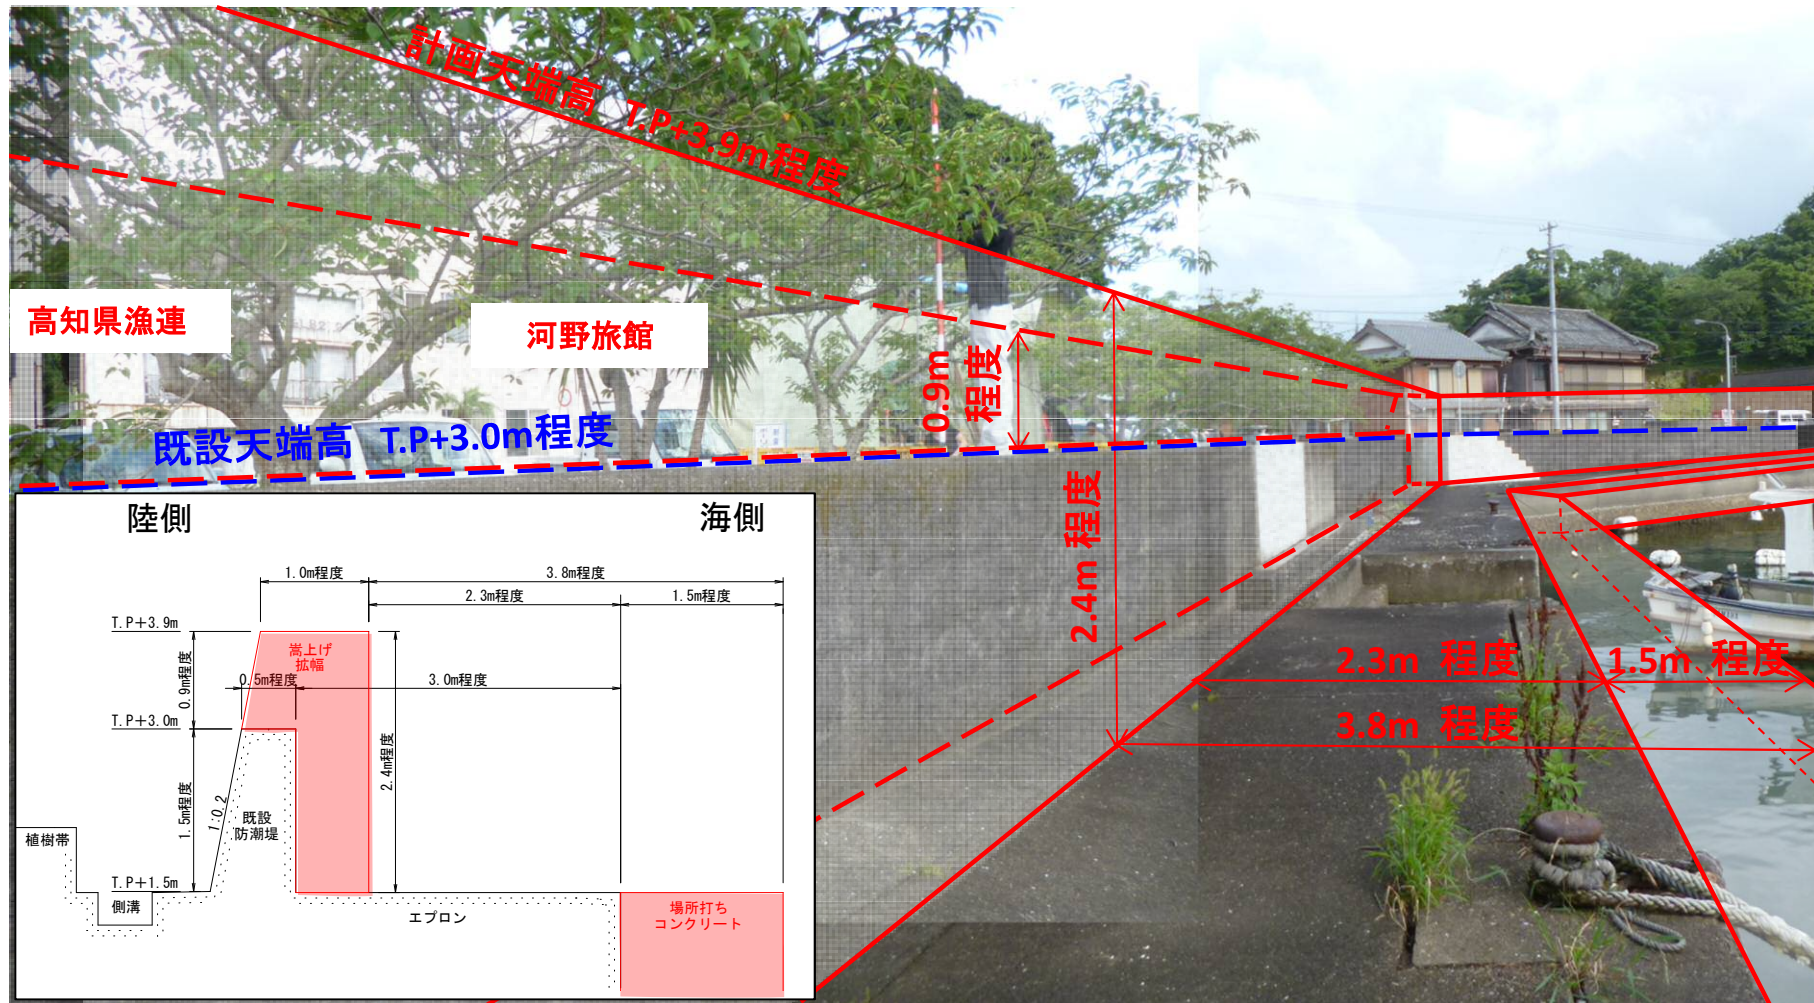 計画天端高 T.P+3.9m程度
高知県漁連
河野旅館
0.9m
程度
既設天端高 T.P+3.0m程度
2.4m 程度
2.3m 程度
1.5m 程度
3.8m 程度
陸側
海側
1.0m程度
3.8m程度
2.3m程度
1.5m程度
T.P+3.9m
嵩上げ
拡幅
0.9m程度
0.5m程度
3.0m程度
T.P+3.0m
2.4m程度
1.5m程度
1:0.2
既設
防潮堤
植樹帯
T.P+1.5m
側溝
エプロン
場所打ち
コンクリート